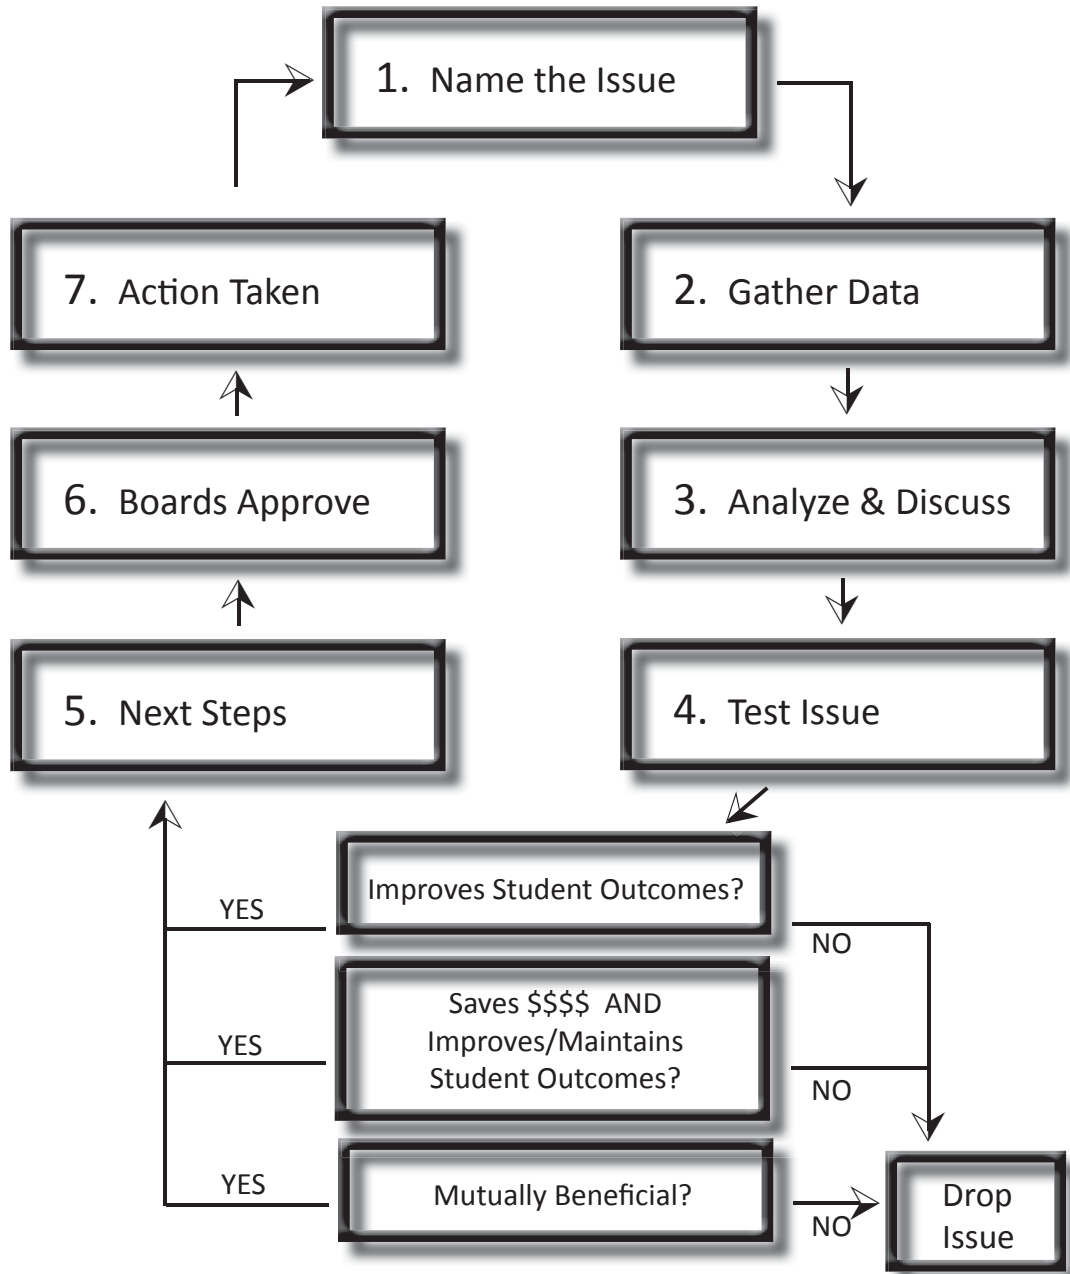 1. Name the Issue
2. Gather Data
3. Analyze & Discuss
4. Test Issue
Improves Student Outcomes?
YES
NO
Saves $$$$ AND
Improves/Maintains
Student Outcomes?
YES
NO
Mutually Beneficial?
YES
NO
Drop
Issue
5. Next Steps
6. Boards Approve
7. Action Taken